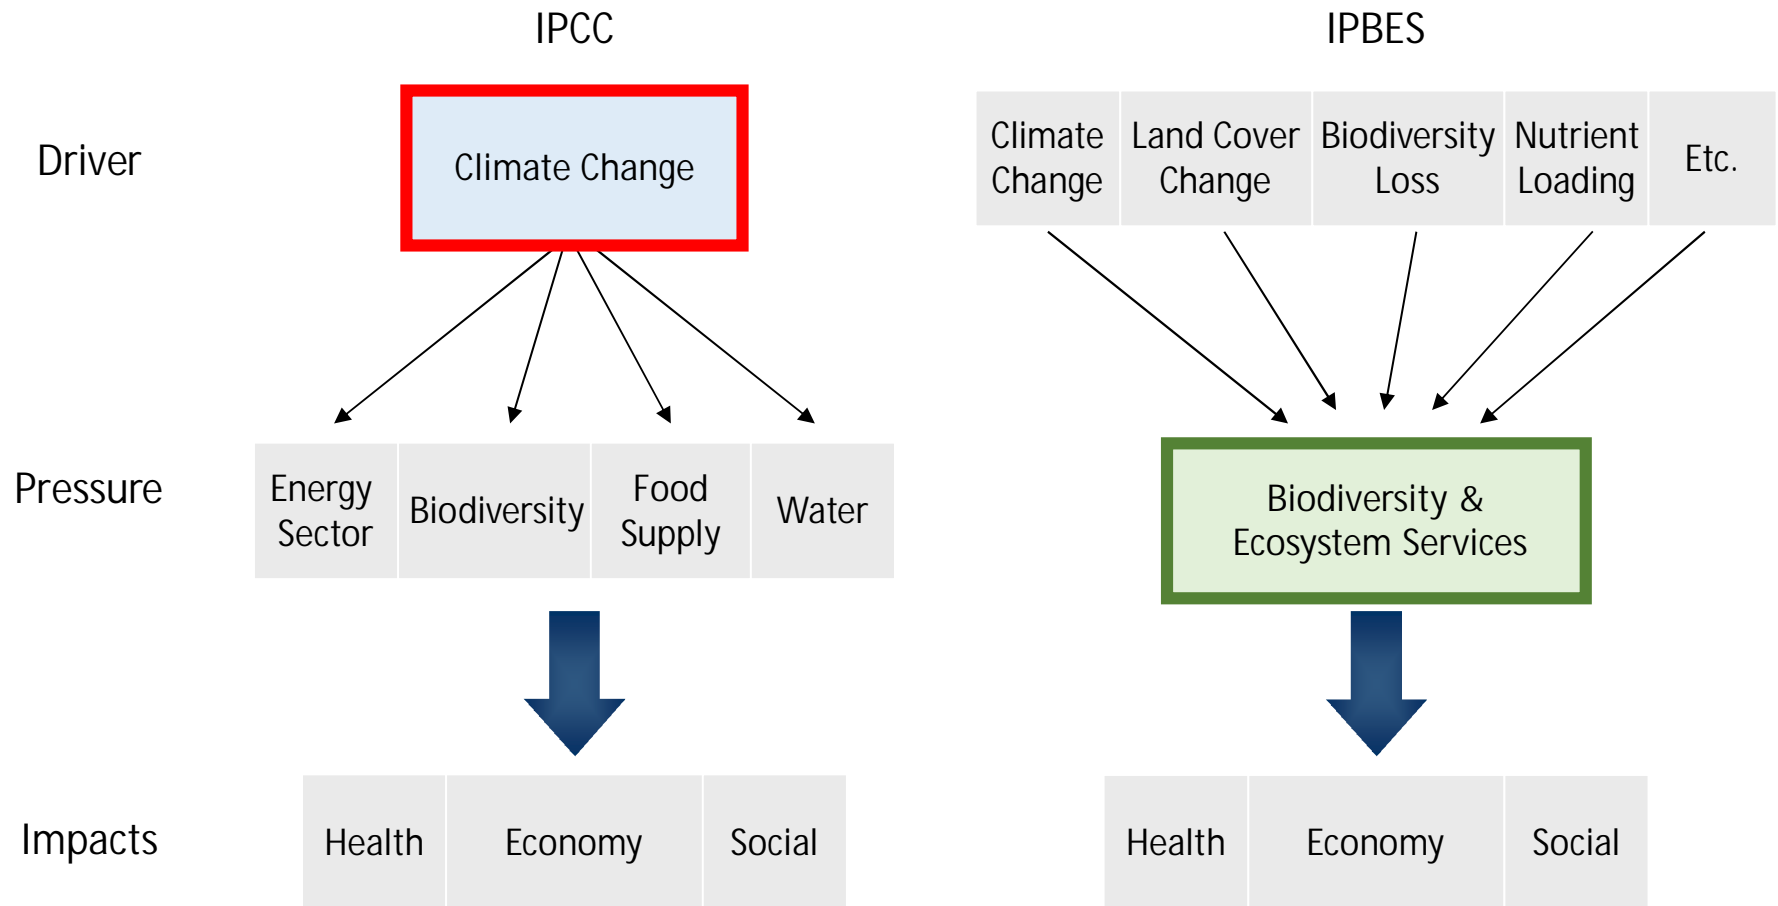 IPCC
IPBES
Driver
Climate Change
Climate
Change
Land Cover
Change
Biodiversity
Loss
Nutrient
Loading
Etc.
Pressure
Energy
Sector
Biodiversity
Food
Supply
Water
Biodiversity &
Ecosystem Services
Impacts
Health
Economy
Social
Health
Economy
Social